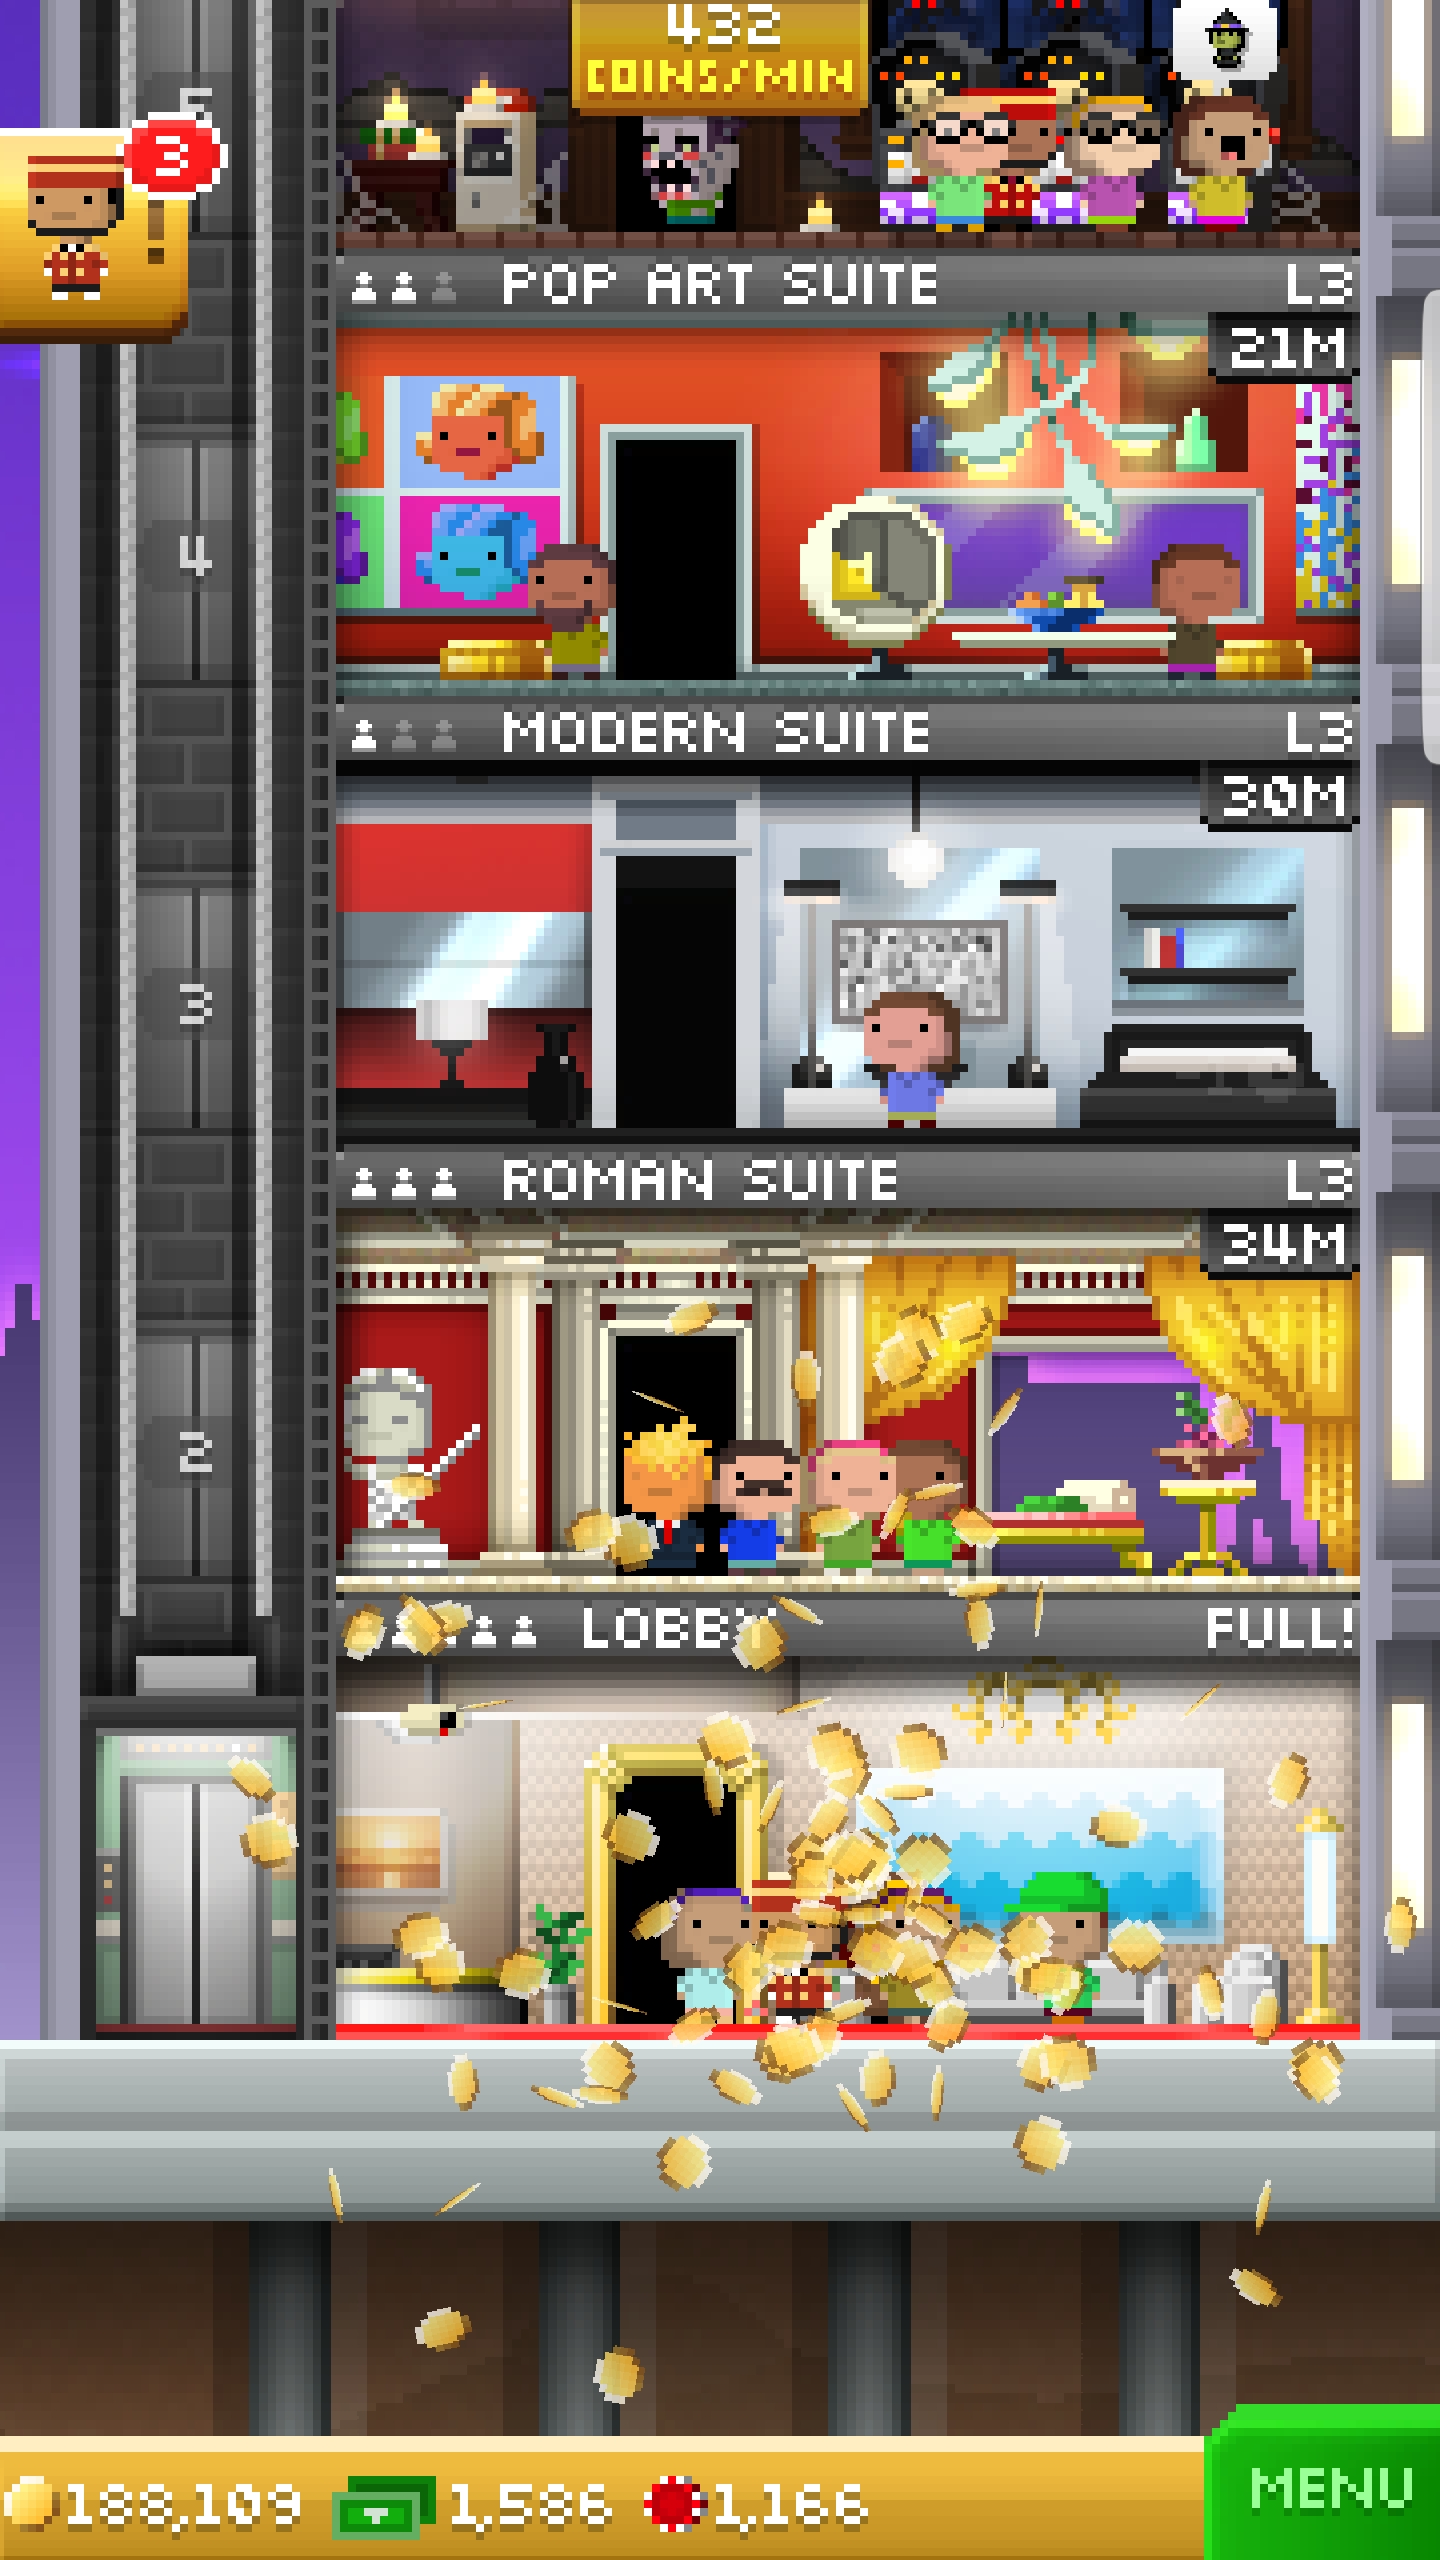 432
COINS/MIN
5
3
!
POP ART SUITE L3
21M
4
MODERN SUITE L3
30M
3
ROMAN SUITE L3
34M
2
LOBBY FULL!
188,109 1,586 1,166
MENU